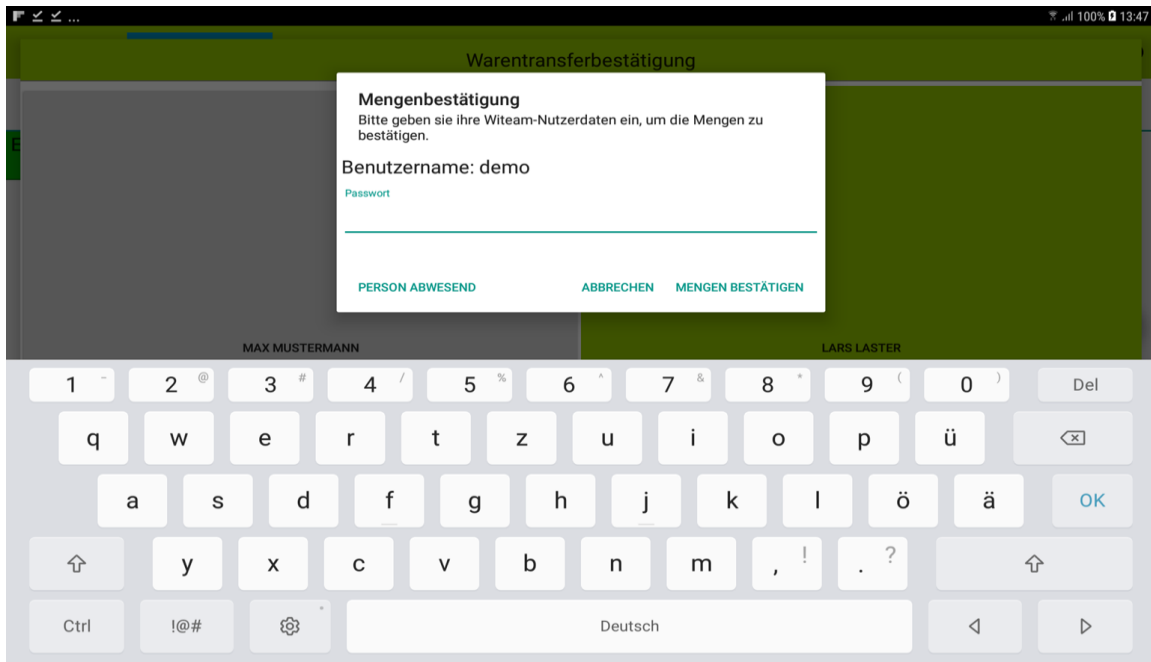 ... 100% 13:47
Warentransferbestätigung
Mengenbestätigung
Bitte geben sie ihre Witeam-Nutzerdaten ein, um die Mengen zu
bestätigen.
Benutzername: demo
Passwort
PERSON ABWESEND ABBRECHEN MENGEN BESTÄTIGEN
MAX MUSTERMANN LARS LASTER
1 - 2 @ 3 # 4 / 5 % 6 ^ 7 & 8 * 9 ( 0 ) Del
q w e r t z u i o p ü
a s d f g h j k l ö ä OK
y x c v b n m , ! . ?
Ctrl !@# Deutsch